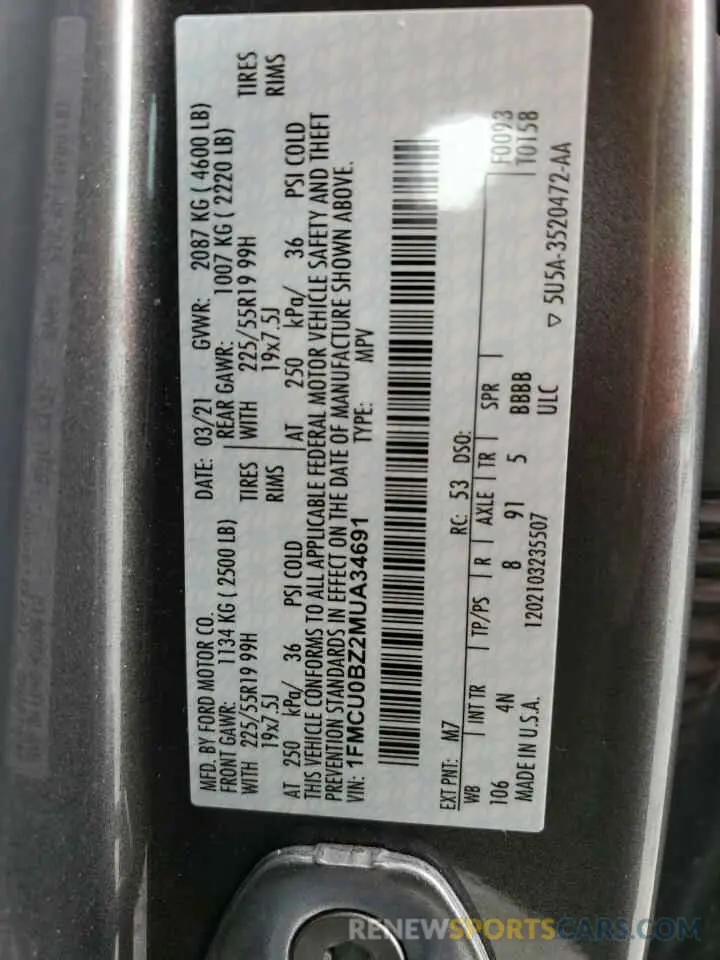 MFD. BY FORD MOTOR CO. DATE: 03/21 GVWR: 2087 KG ( 4600 LB)
FRONT GAWR: 1134 KG ( 2500 LB) REAR GAWR: 1007 KG ( 2220 LB)
WITH 225/55R19 99H TIRES WITH 225/55R19 99H TIRES
19x7.5J RIMS 19x7.5J RIMS
AT 250 kPa/ 36 PSI COLD AT 250 kPa/ 36 PSI COLD
THIS VEHICLE CONFORMS TO ALL APPLICABLE FEDERAL MOTOR VEHICLE SAFETY AND THEFT
PREVENTION STANDARDS IN EFFECT ON THE DATE OF MANUFACTURE SHOWN ABOVE.
VIN: 1FMCU0BZ2MUA34691 TYPE: MPV
EXT PNT: M7 RC: 53 DSO: F0093
WB INT TR TP/PS R AXLE TR SPR T0158
106 4N 8 91 5 BBBB
MADE IN U.S.A. 1202103235507 ULC ▽ 5U5A-3520472-AA
RENEWSPORTSCARS.COM